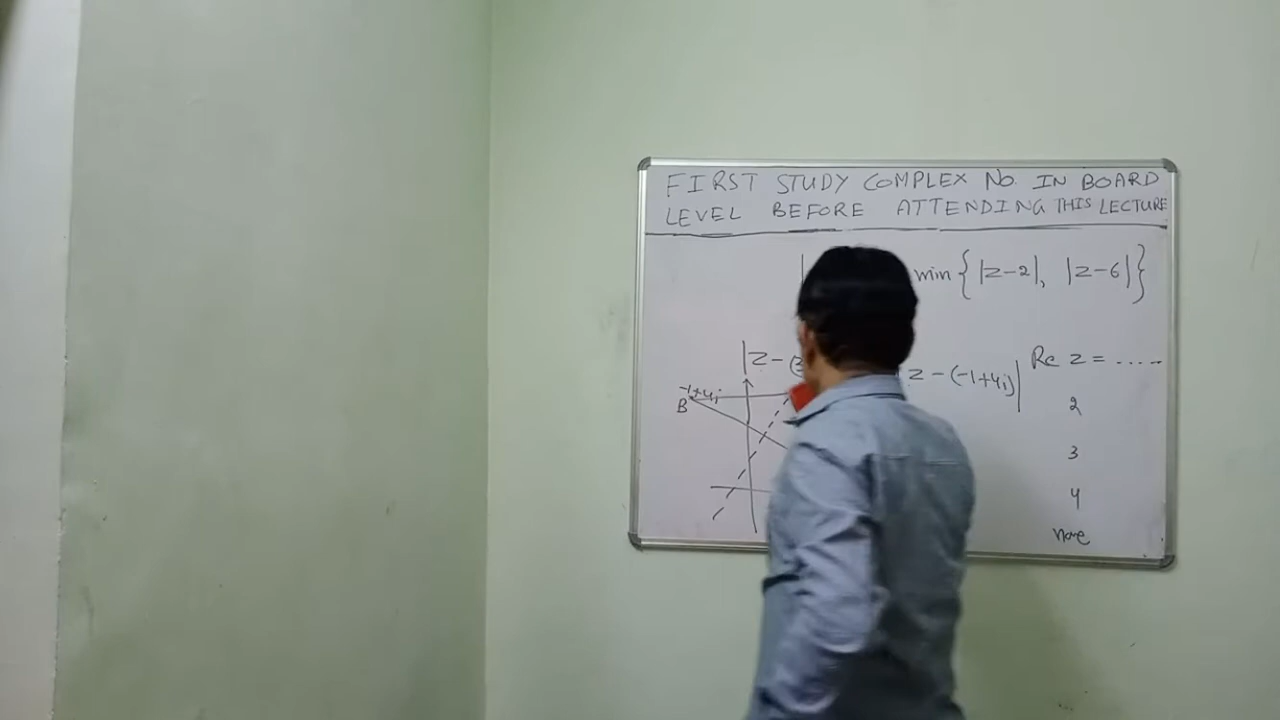 FIRST STUDY COMPLEX NO. IN BOARD
LEVEL BEFORE ATTENDING THIS LECTURE
| min { |z-2|, |z-6| }
|z-(3 z-(-1+4i)|
Re z = .....
-1+4i
B
2
3
4
none